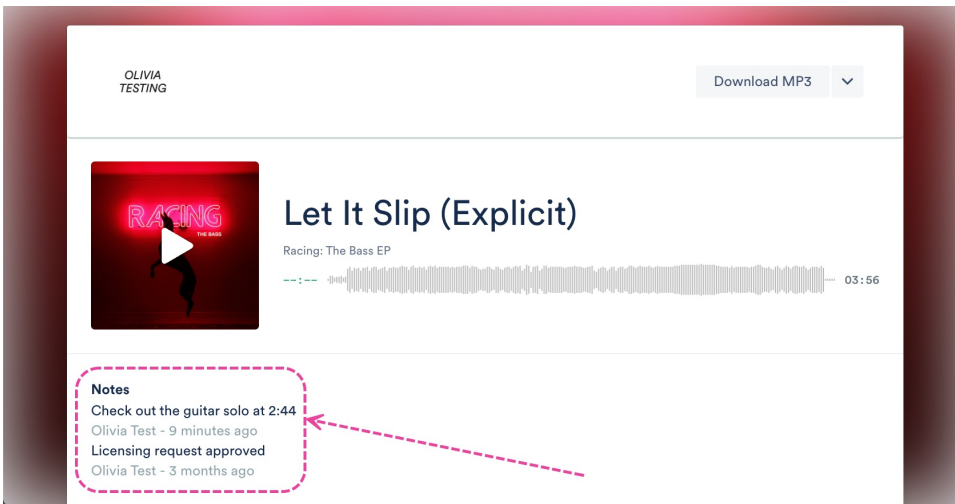 OLIVIA
TESTING
Download MP3
RACING
THE BASS
Let It Slip (Explicit)
Racing: The Bass EP
--:--
03:56
Notes
Check out the guitar solo at 2:44
Olivia Test - 9 minutes ago
Licensing request approved
Olivia Test - 3 months ago